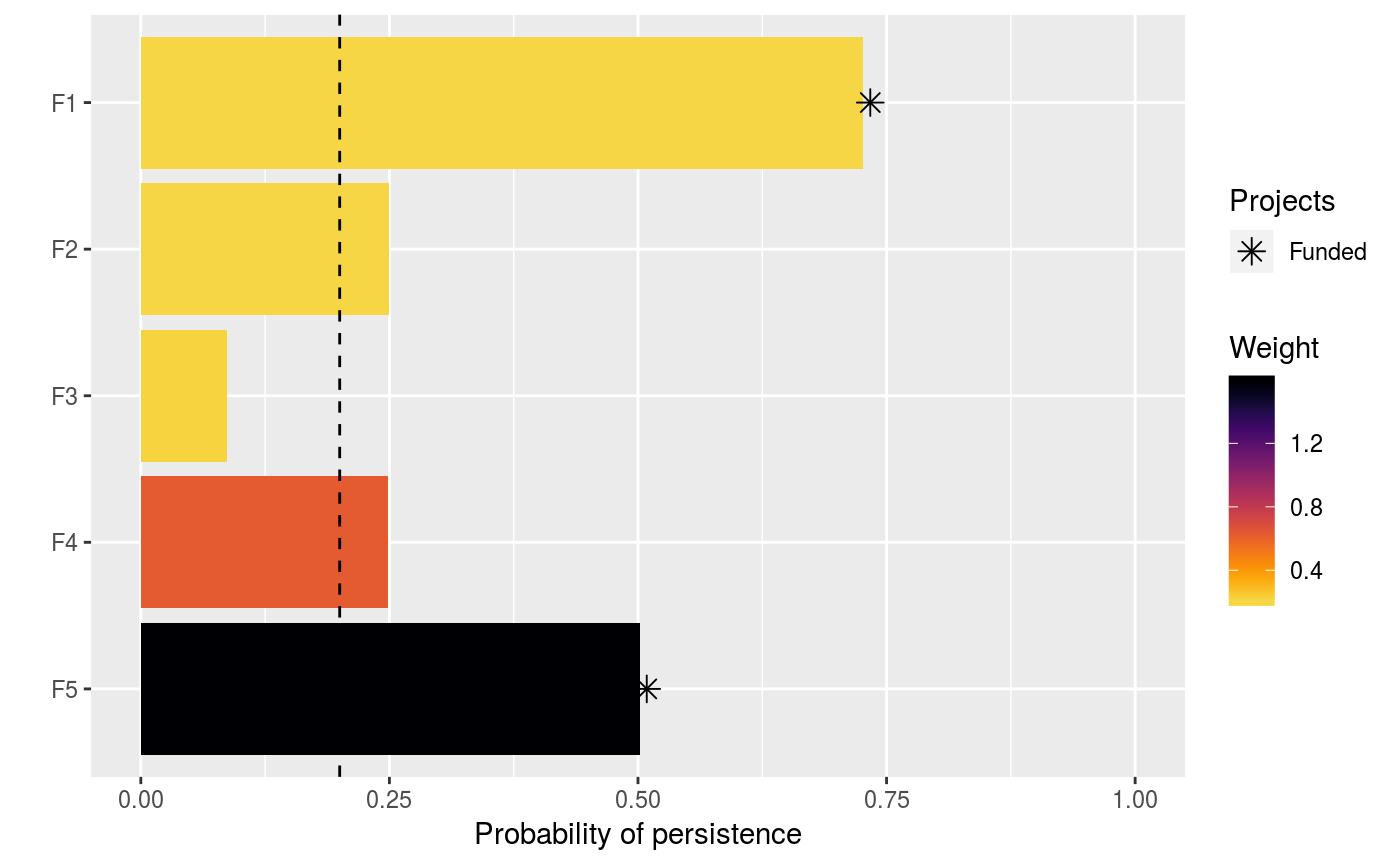 F1
F2
F3
F4
F5
0.00
0.25
0.50
0.75
1.00
Probability of persistence
Projects
Funded
Weight
1.2
0.8
0.4